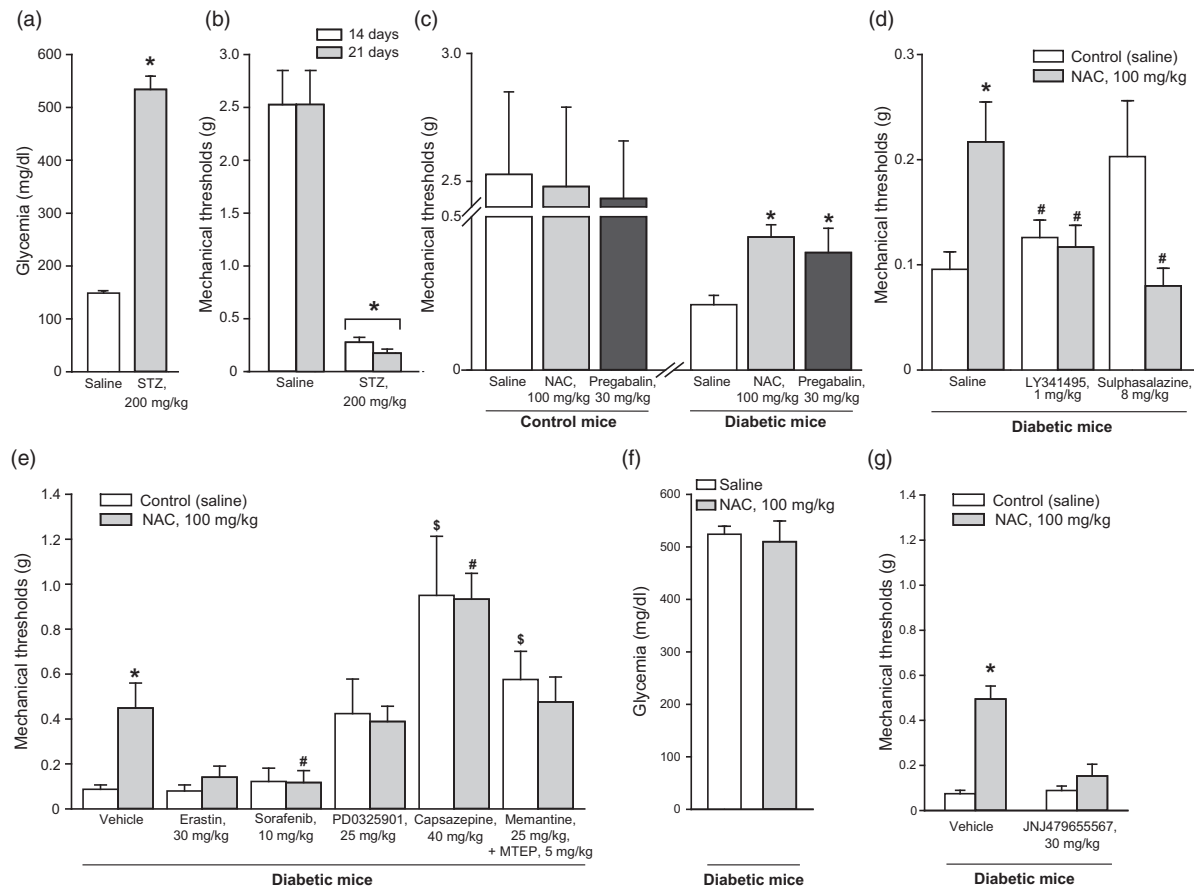 (a)
Glycemia (mg/dl)
600
500
400
300
200
100
0
*
Saline STZ,
200 mg/kg
(b)
14 days
21 days
Mechanical thresholds (g)
3.0
2.5
2.0
1.5
1.0
0.5
0
*
Saline STZ,
200 mg/kg
(c)
Mechanical thresholds (g)
3.0
2.5
0.5
0
* *
Saline NAC, Pregabalin, Saline NAC, Pregabalin,
100 mg/kg 30 mg/kg 100 mg/kg 30 mg/kg
Control mice Diabetic mice
(d)
Control (saline)
NAC, 100 mg/kg
Mechanical thresholds (g)
0.3
0.2
0.1
0
*
# #
#
Saline LY341495, Sulphasalazine,
1 mg/kg 8 mg/kg
Diabetic mice
(e)
Control (saline)
NAC, 100 mg/kg
Mechanical thresholds (g)
1.4
1.2
1.0
0.8
0.6
0.4
0.2
0
*
#
$
#
$
Vehicle Erastin, Sorafenib, PD0325901, Capsazepine, Memantine,
30 mg/kg 10 mg/kg 25 mg/kg 40 mg/kg 25 mg/kg,
+ MTEP, 5 mg/kg
Diabetic mice
(f)
Saline
NAC, 100 mg/kg
Glycemia (mg/dl)
600
500
400
300
200
100
0
Diabetic mice
(g)
Control (saline)
NAC, 100 mg/kg
Mechanical thresholds (g)
1.4
1.2
1.0
0.8
0.6
0.4
0.2
0
*
Vehicle JNJ479655567,
30 mg/kg
Diabetic mice